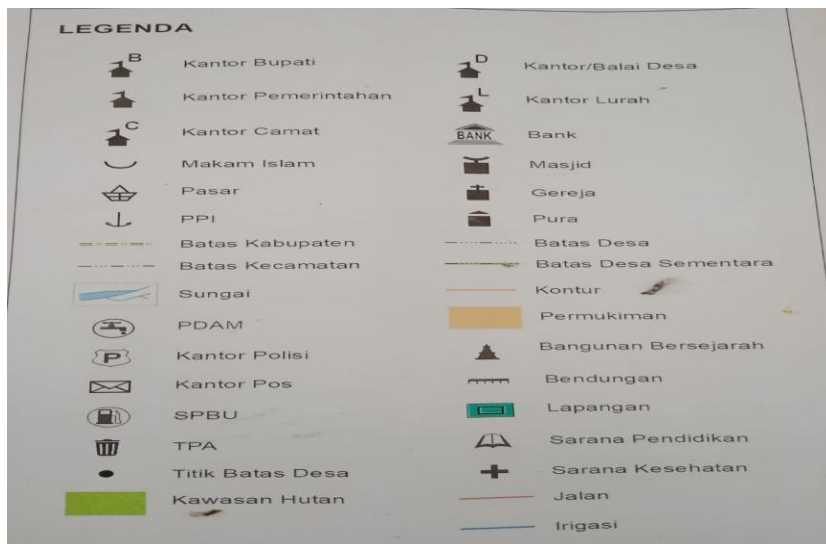 LEGENDA
B Kantor Bupati
Kantor Pemerintahan
C Kantor Camat
Makam Islam
Pasar
PPI
Batas Kabupaten
Batas Kecamatan
Sungai
PDAM
P Kantor Polisi
Kantor Pos
SPBU
TPA
Titik Batas Desa
Kawasan Hutan
D Kantor/Balai Desa
L Kantor Lurah
BANK Bank
Masjid
Gereja
Pura
Batas Desa
Batas Desa Sementara
Kontur
Permukiman
Bangunan Bersejarah
Bendungan
Lapangan
Sarana Pendidikan
Sarana Kesehatan
Jalan
Irigasi